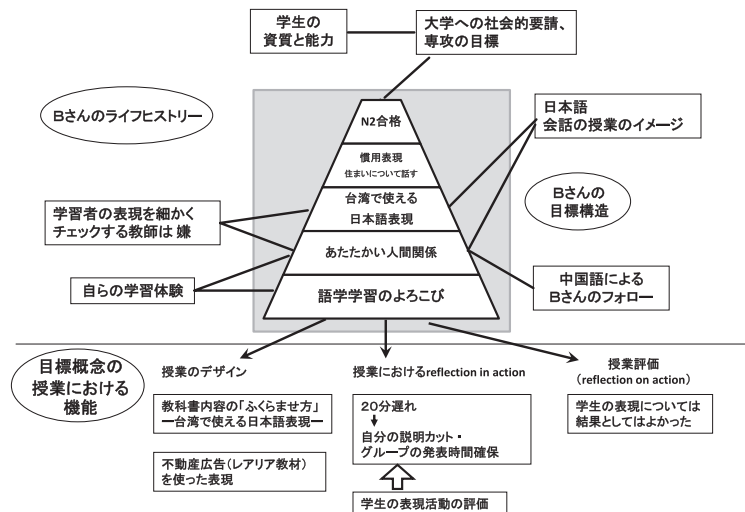 学生の
資質と能力
大学への社会的要請、
専攻の目標
Bさんのライフヒストリー
N2合格
日本語
会話の授業のイメージ
慣用表現
住まいについて話す
台湾で使える
日本語表現
Bさんの
目標構造
学習者の表現を細かく
チェックする教師は 嫌
あたたかい人間関係
自らの学習体験
語学学習のよろこび
中国語による
Bさんのフォロー
目標概念の
授業における
機能
授業のデザイン
教科書内容の「ふくらませ方」
ー台湾で使える日本語表現ー
不動産広告(レアリア教材)
を使った表現
授業におけるreflection in action
20分遅れ
自分の説明カット・
グループの発表時間確保
学生の表現活動の評価
授業評価
(reflection on action)
学生の表現については
結果としてはよかった